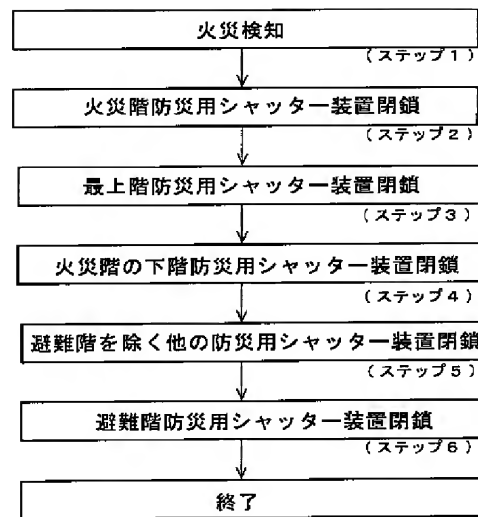 火災検知
(ステップ1)
火災階防災用シャッター装置閉鎖
(ステップ2)
最上階防災用シャッター装置閉鎖
(ステップ3)
火災階の下階防災用シャッター装置閉鎖
(ステップ4)
避難階を除く他の防災用シャッター装置閉鎖
(ステップ5)
避難階防災用シャッター装置閉鎖
(ステップ6)
終了